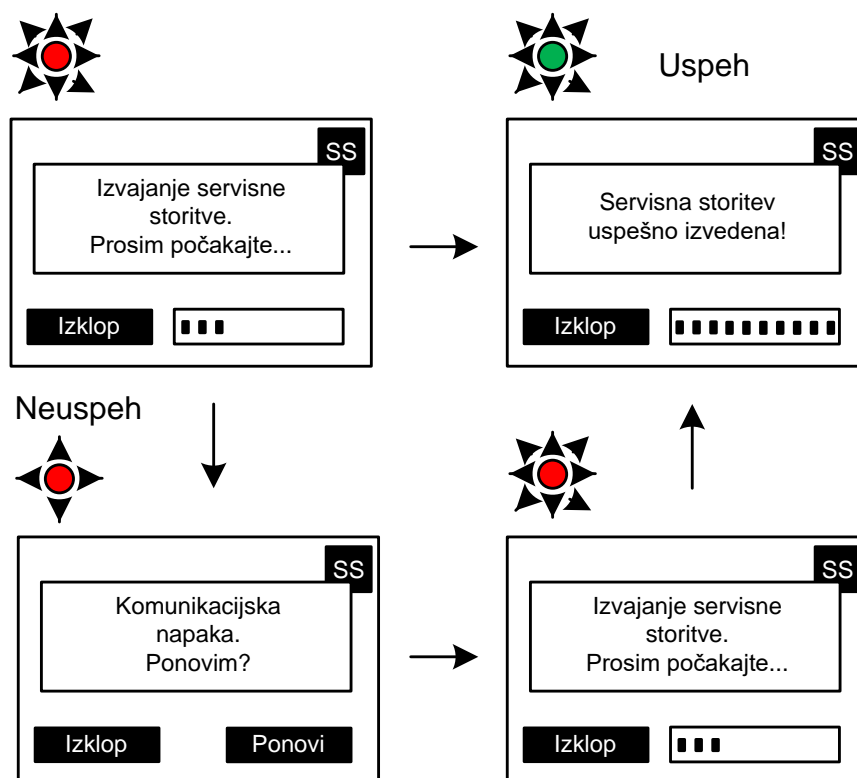 Uspeh
SS
Izvajanje servisne
storitve.
Prosim počakajte...
Izklop
SS
Servisna storitev
uspešno izvedena!
Izklop
Neuspeh
SS
Komunikacijska
napaka.
Ponovim?
Izklop
Ponovi
SS
Izvajanje servisne
storitve.
Prosim počakajte...
Izklop